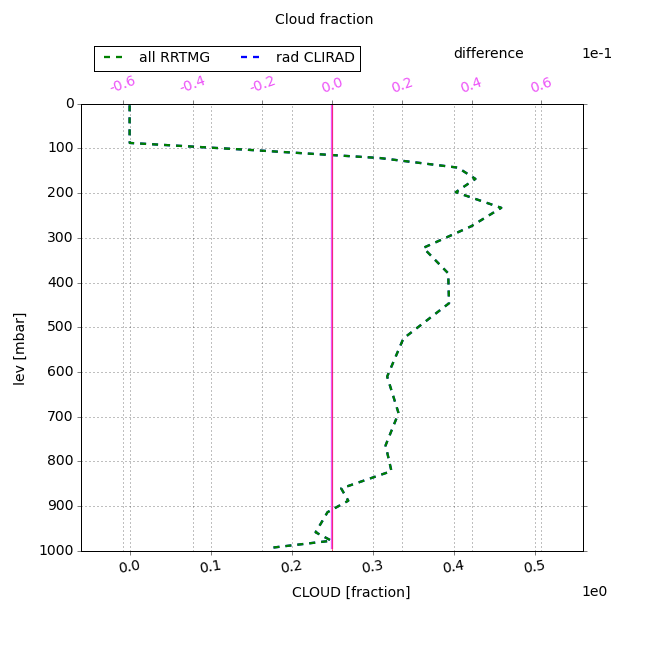 Cloud fraction
all RRTMG rad CLIRAD difference 1e-1
-0.6 -0.4 -0.2 0.0 0.2 0.4 0.6
0
100
200
300
400
500
600
700
800
900
1000
lev [mbar]
0.0 0.1 0.2 0.3 0.4 0.5
CLOUD [fraction] 1e0